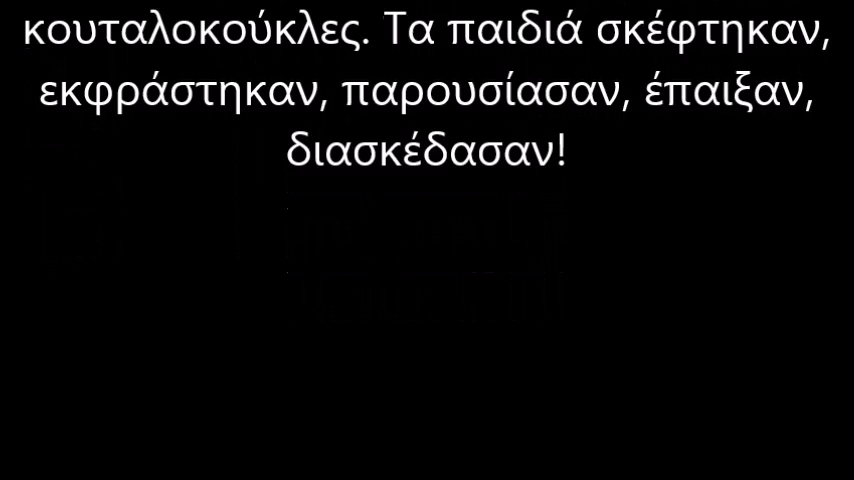 κουταλοκούκλες. Τα παιδιά σκέφτηκαν,
εκφράστηκαν, παρουσίασαν, έπαιξαν,
διασκέδασαν!